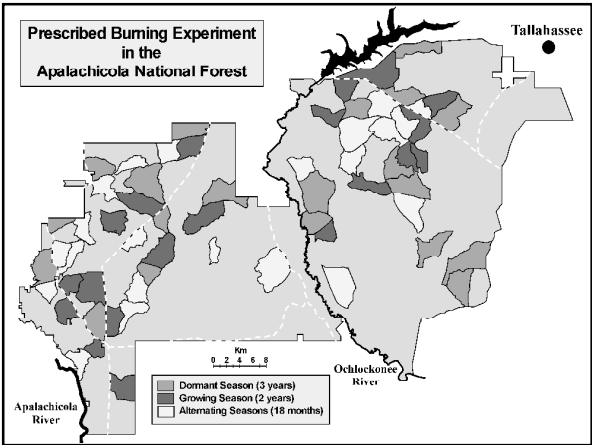 Prescribed Burning Experiment
in the
Apalachicola National Forest
Tallahassee
Km
0 2 4 6 8
Dormant Season (3 years)
Growing Season (2 years)
Alternating Seasons (18 months)
Ochlockonee
River
Apalachicola
River